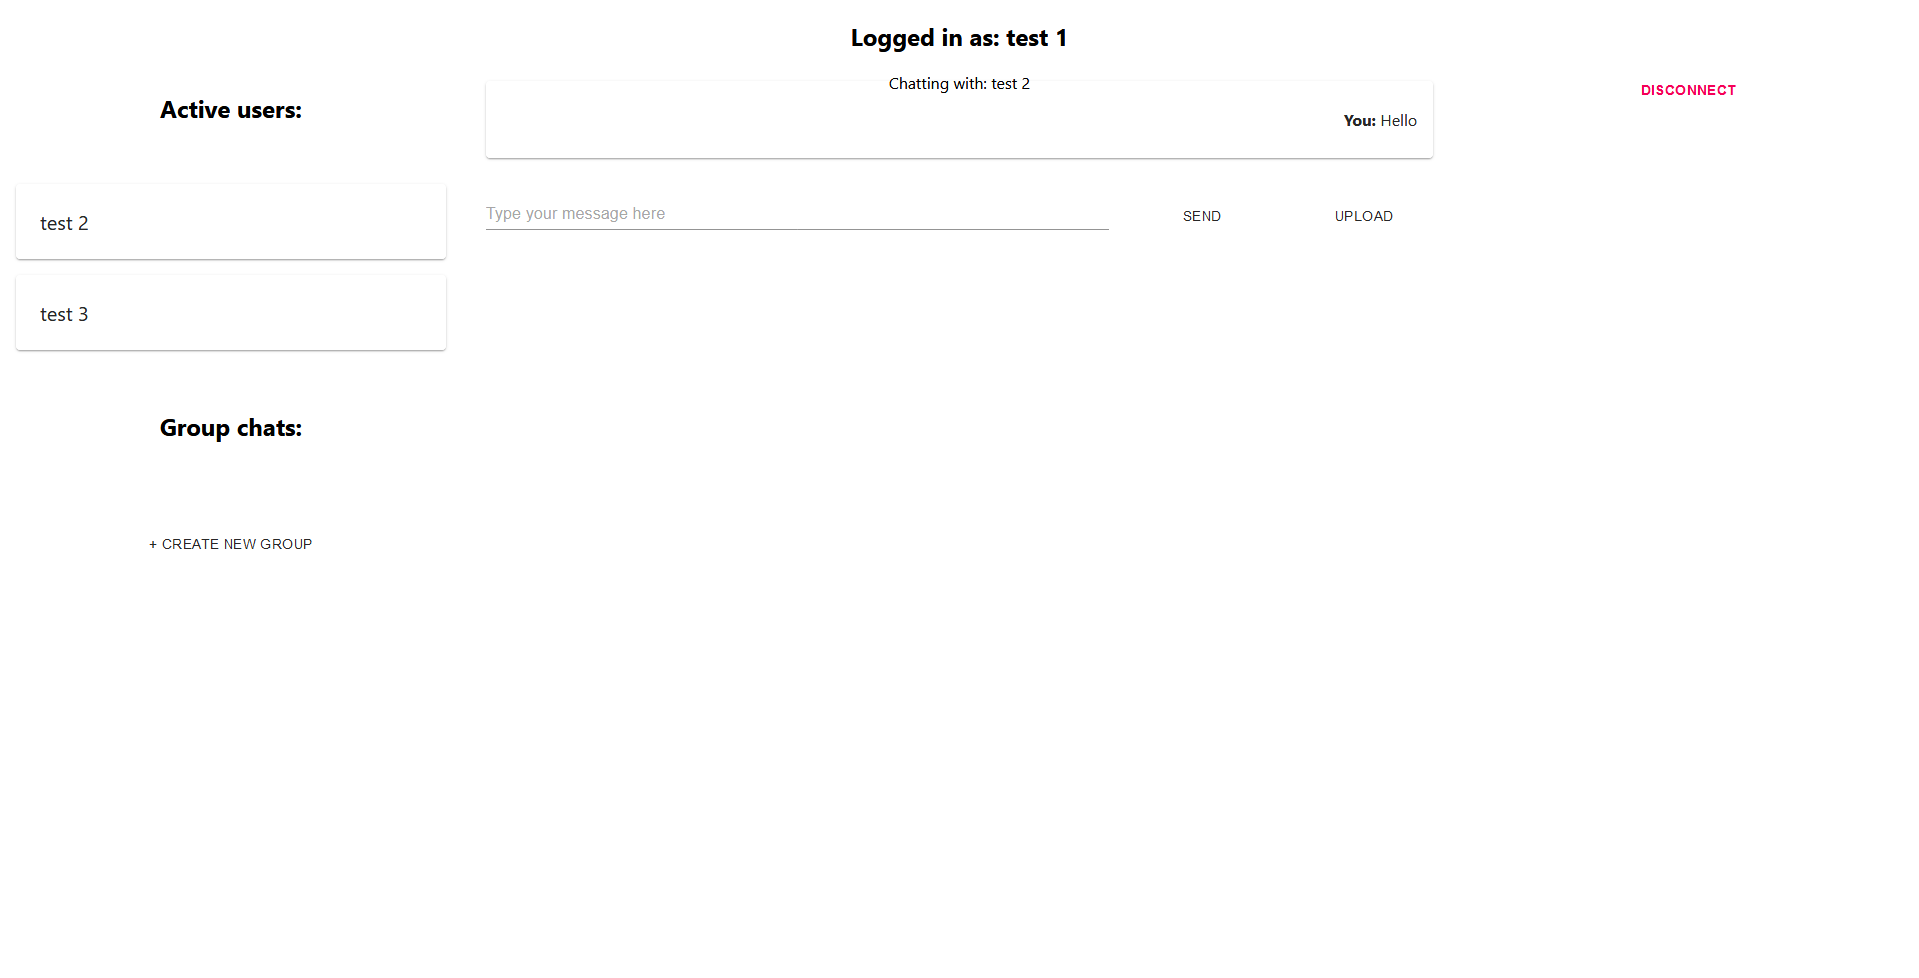 Logged in as: test 1
Active users:
test 2
test 3
Group chats:
+ CREATE NEW GROUP
Chatting with: test 2
You: Hello
Type your message here
SEND
UPLOAD
DISCONNECT